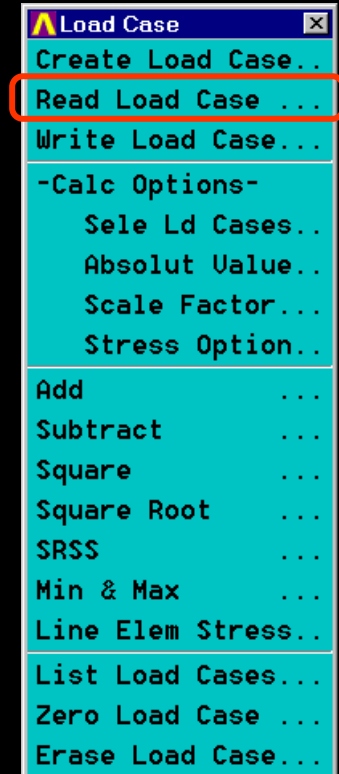 Load Case
Create Load Case..
Read Load Case ...
Write Load Case...
-Calc Options-
Sele Ld Cases..
Absolut Value..
Scale Factor...
Stress Option..
Add ...
Subtract ...
Square ...
Square Root ...
SRSS ...
Min & Max ...
Line Elem Stress..
List Load Cases...
Zero Load Case ...
Erase Load Case...